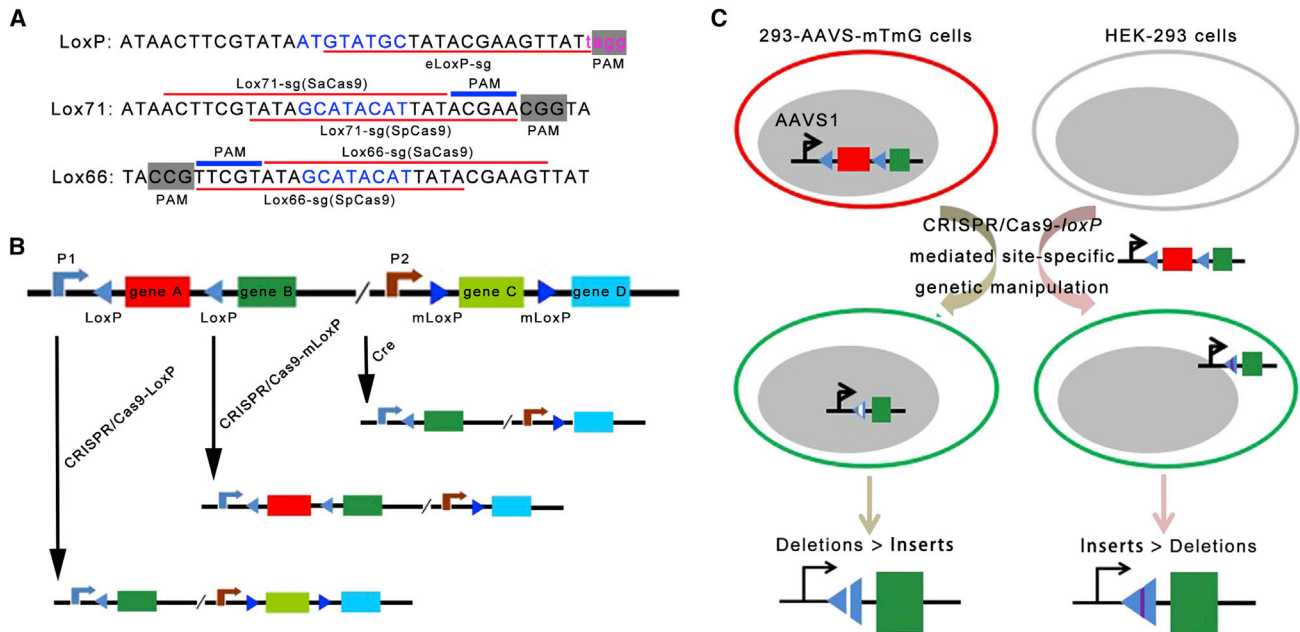 A
LoxP: ATAACTTCGTATAATGTATGCTATACGAAGTTATtagg
eLoxP-sg PAM
Lox71-sg(SaCas9) PAM
Lox71: ATAACTTCGTATAGCATACATTATACGAACGGTA
Lox71-sg(SpCas9) PAM
PAM Lox66-sg(SaCas9)
Lox66: TACCGTTCGTATAGCATACATTATACGAAGTTAT
PAM Lox66-sg(SpCas9)
B
P1 P2
gene A gene B gene C gene D
LoxP LoxP mLoxP mLoxP
CRISPR/Cas9-LoxP
CRISPR/Cas9-mLoxP
Cre
C
293-AAVS-mTmG cells HEK-293 cells
AAVS1
CRISPR/Cas9-loxP
mediated site-specific
genetic manipulation
Deletions > Inserts Inserts > Deletions